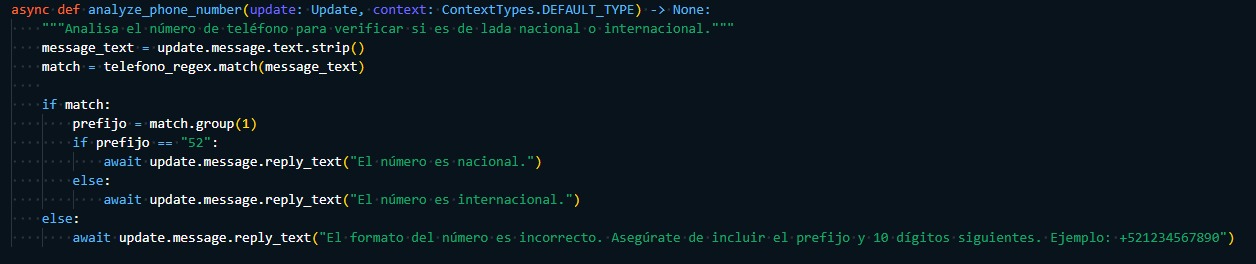 async def analyze_phone_number(update: Update, context: ContextTypes.DEFAULT_TYPE) -> None:
    """Analisa el número de teléfono para verificar si es de lada nacional o internacional."""
    message_text = update.message.text.strip()
    match = telefono_regex.match(message_text)

    if match:
        prefijo = match.group(1)
        if prefijo == "52":
            await update.message.reply_text("El número es nacional.")
        else:
            await update.message.reply_text("El número es internacional.")
    else:
        await update.message.reply_text("El formato del número es incorrecto. Asegúrate de incluir el prefijo y 10 dígitos siguientes. Ejemplo: +521234567890")